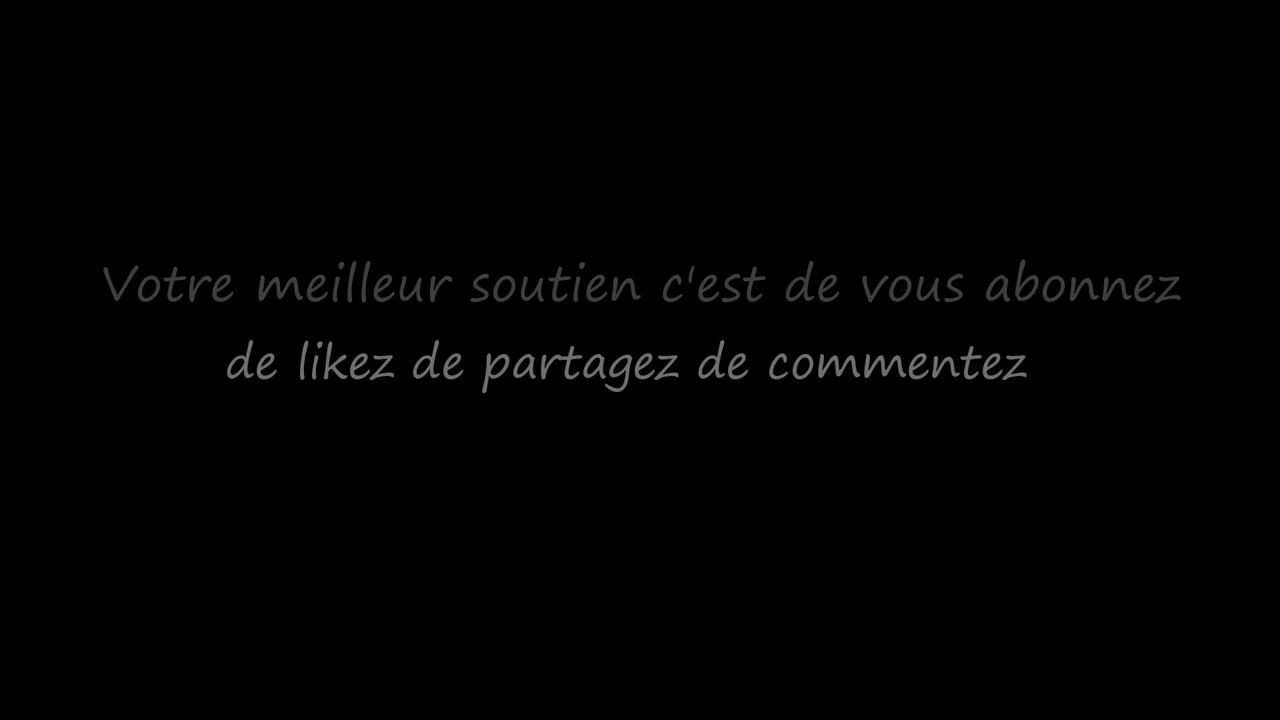 Votre meilleur soutien c'est de vous abonnez
de likez de partagez de commentez